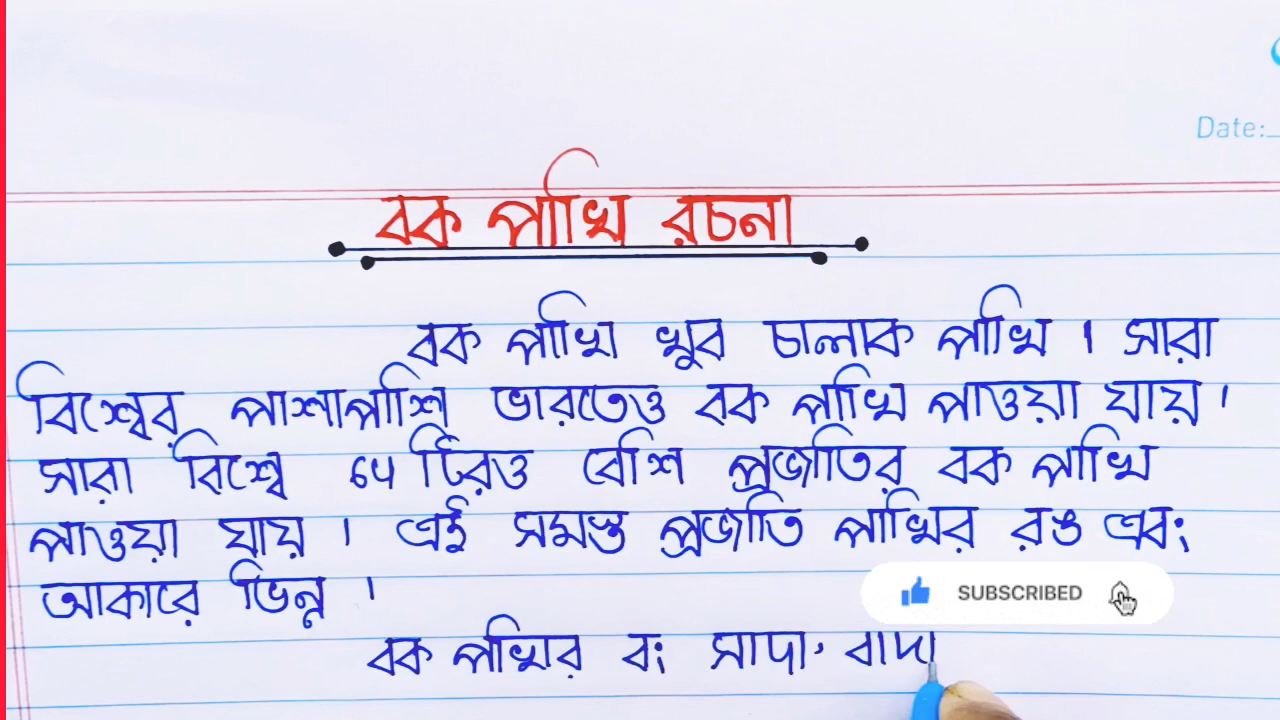 Date:
বক পাখি রচনা
বক পাখি খুব চালাক পাখি । সারা
বিশ্বের পাশাপাশি ভারতেও বক পাখি পাওয়া যায় ।
সারা বিশ্বে ৬৫ টিরও বেশি প্রজাতির বক পাখি
পাওয়া যায় । এই সমস্ত প্রজাতি পাখির রঙ এবং
আকারে ভিন্ন ।
SUBSCRIBED
বক পাখির রং সাদা, বাদা